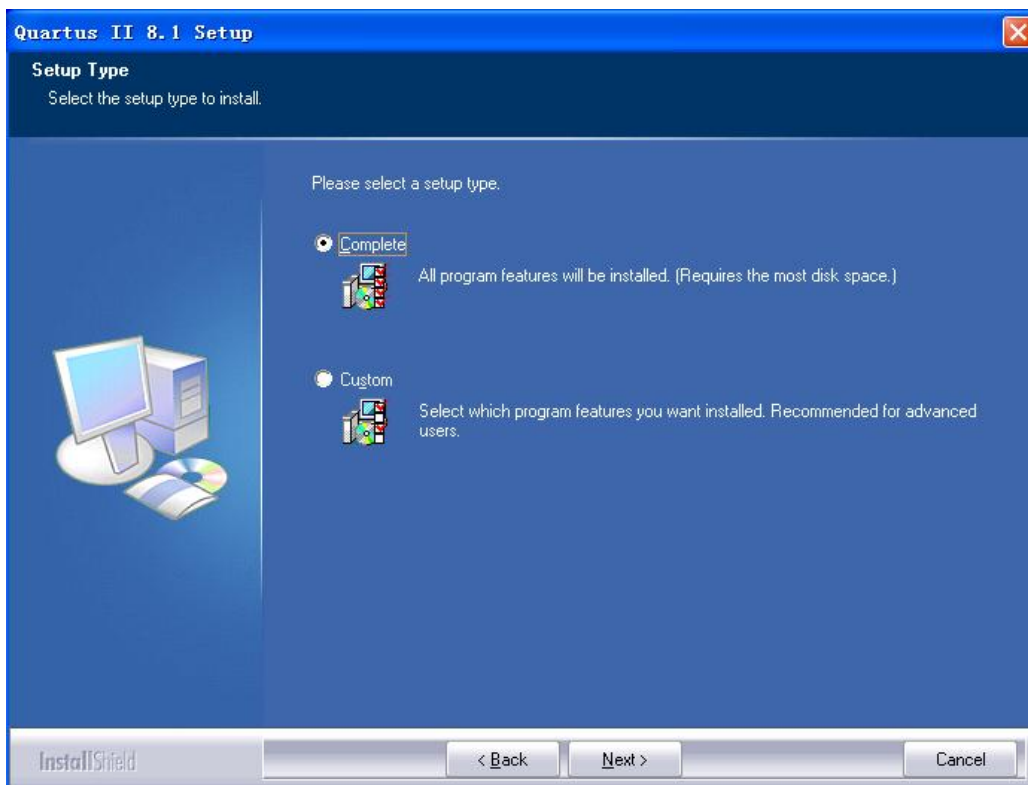 Quartus II 8.1 Setup
Setup Type
Select the setup type to install.
Please select a setup type.
Complete
All program features will be installed. (Requires the most disk space.)
Custom
Select which program features you want installed. Recommended for advanced
users.
InstallShield
< Back
Next >
Cancel